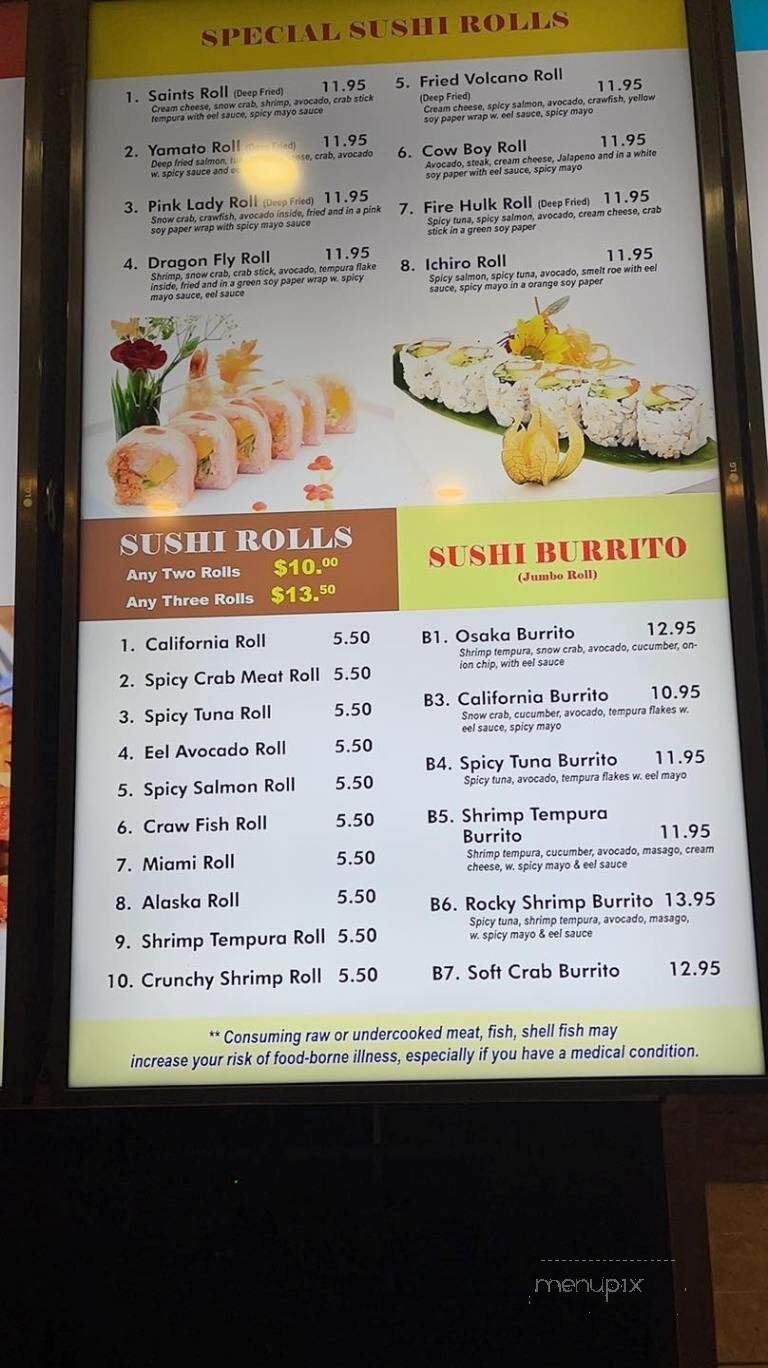 SPECIAL SUSHI ROLLS
1. Saints Roll (Deep Fried) 11.95
Cream cheese, snow crab, shrimp, avocado, crab stick
tempura with eel sauce, spicy mayo sauce
2. Yamato Roll Fried) 11.95
Deep fried salmon, crab, avocado
w. spicy sauce and
3. Pink Lady Roll (Deep Fried) 11.95
Snow crab, crawfish, avocado inside, fried and in a pink
soy paper wrap with spicy mayo sauce
4. Dragon Fly Roll 11.95
Shrimp, snow crab, crab stick, avocado, tempura flake
inside, fried and in a green soy paper wrap w. spicy
mayo sauce, eel sauce
5. Fried Volcano Roll 11.95
(Deep Fried)
Cream cheese, spicy salmon, avocado, crawfish, yellow
soy paper wrap w. eel sauce, spicy mayo
6. Cow Boy Roll 11.95
Avocado, steak, cream cheese, Jalapeno and in a white
soy paper with eel sauce, spicy mayo
7. Fire Hulk Roll (Deep Fried) 11.95
Spicy tuna, spicy salmon, avocado, cream cheese, crab
stick in a green soy paper
8. Ichiro Roll 11.95
Spicy salmon, spicy tuna, avocado, smelt roe with eel
sauce, spicy mayo in a orange soy paper
LG
LG
SUSHI ROLLS
Any Two Rolls $10.00
Any Three Rolls $13.50
1. California Roll 5.50
2. Spicy Crab Meat Roll 5.50
3. Spicy Tuna Roll 5.50
4. Eel Avocado Roll 5.50
5. Spicy Salmon Roll 5.50
6. Craw Fish Roll 5.50
7. Miami Roll 5.50
8. Alaska Roll 5.50
9. Shrimp Tempura Roll 5.50
10. Crunchy Shrimp Roll 5.50
SUSHI BURRITO
(Jumbo Roll)
B1. Osaka Burrito 12.95
Shrimp tempura, snow crab, avocado, cucumber, on-
ion chip, with eel sauce
B3. California Burrito 10.95
Snow crab, cucumber, avocado, tempura flakes w.
eel sauce, spicy mayo
B4. Spicy Tuna Burrito 11.95
Spicy tuna, avocado, tempura flakes w. eel mayo
B5. Shrimp Tempura
Burrito 11.95
Shrimp tempura, cucumber, avocado, masago, cream
cheese, w. spicy mayo & eel sauce
B6. Rocky Shrimp Burrito 13.95
Spicy tuna, shrimp tempura, avocado, masago,
w. spicy mayo & eel sauce
B7. Soft Crab Burrito 12.95
** Consuming raw or undercooked meat, fish, shell fish may
increase your risk of food-borne illness, especially if you have a medical condition.
menupix